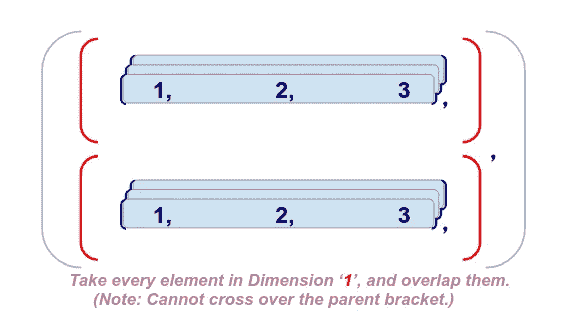 1, 2, 3 ,
,
1, 2, 3 ,
Take every element in Dimension ‘1’, and overlap them.
(Note: Cannot cross over the parent bracket.)